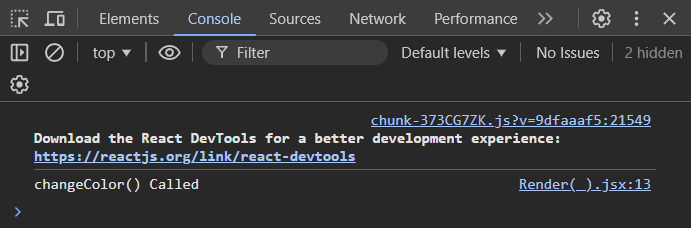 Elements Console Sources Network Performance
top Filter Default levels No Issues 2 hidden
chunk-373CG7ZK.js?v=9dfaaaf5:21549
Download the React DevTools for a better development experience:
https://reactjs.org/link/react-devtools
changeColor() Called Render(_).jsx:13